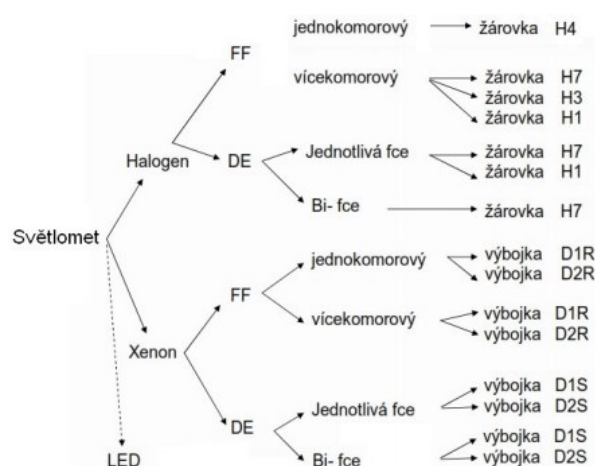 jednokomorový žárovka H4
FF
vícekomorový žárovka H7
žárovka H3
žárovka H1
Halogen DE Jednotlivá fce žárovka H7
žárovka H1
Bi- fce žárovka H7
Světlomet
jednokomorový výbojka D1R
výbojka D2R
FF
vícekomorový výbojka D1R
výbojka D2R
Xenon
Jednotlivá fce výbojka D1S
výbojka D2S
DE
výbojka D1S
LED Bi- fce výbojka D2S